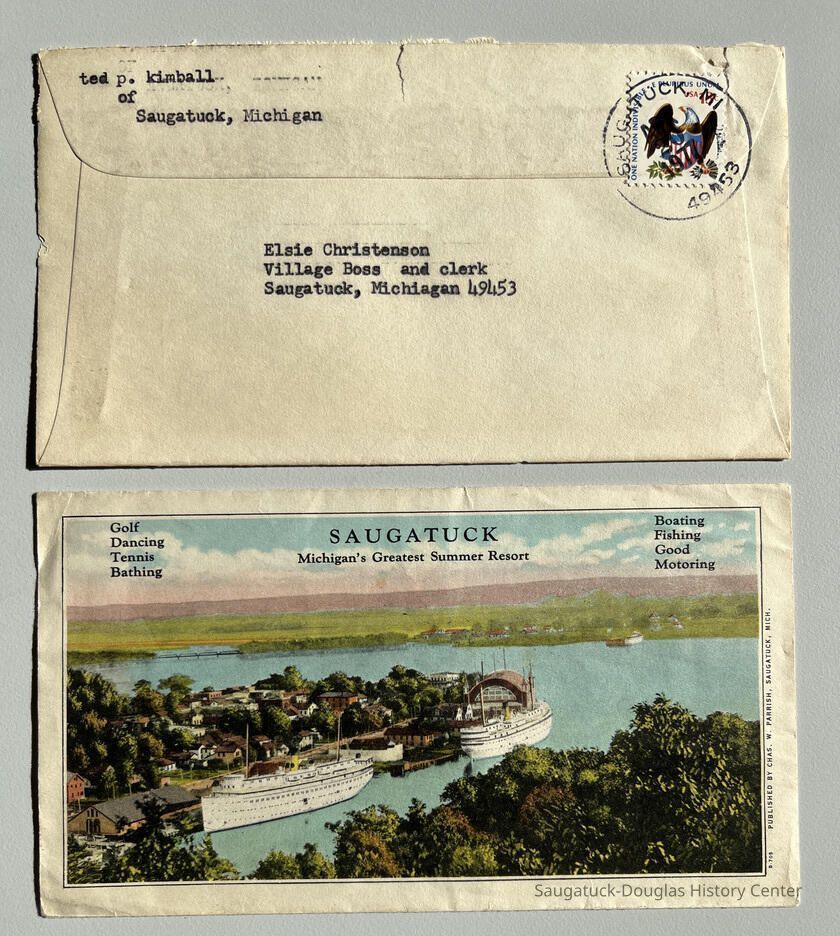 ted p. kimball
of
Saugatuck, Michigan
ONE NATION INDIVISIBLE
E PLURIBUS UNUM
USA
SAUGATUCK, MI
49453
Elsie Christenson
Village Boss and clerk
Saugatuck, Michiagan 49453
Golf
Dancing
Tennis
Bathing
SAUGATUCK
Michigan's Greatest Summer Resort
Boating
Fishing
Good
Motoring
PUBLISHED BY CHAS. W. PARRISH, SAUGATUCK, MICH.
Saugatuck-Douglas History Center